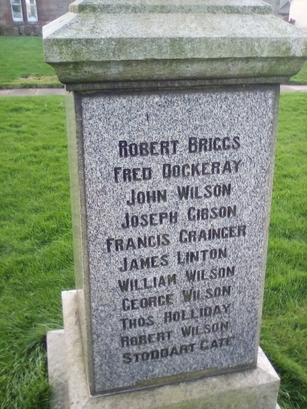 ROBERT BRIGGS
FRED DOCKERAY
JOHN WILSON
JOSEPH GIBSON
FRANCIS GRAINGER
JAMES LINTON
WILLIAM WILSON
GEORGE WILSON
THOS HOLLIDAY
ROBERT WILSON
STODDART GATE